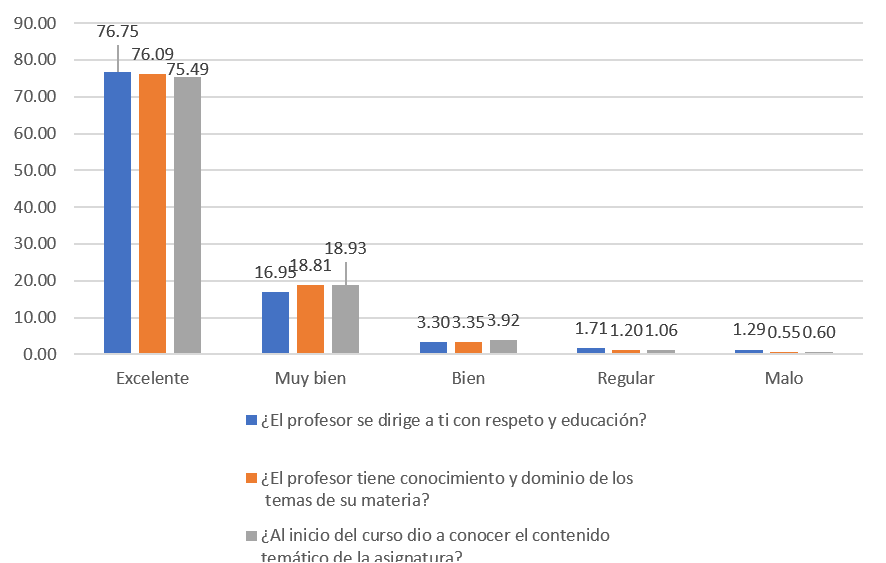 90.00
80.00
70.00
60.00
50.00
40.00
30.00
20.00
10.00
0.00
76.75
76.09
75.49
16.95
18.81
18.93
3.30
3.35
3.92
1.71
1.20
1.06
1.29
0.55
0.60
Excelente
Muy bien
Bien
Regular
Malo
¿El profesor se dirige a ti con respeto y educación?
¿El profesor tiene conocimiento y dominio de los
temas de su materia?
¿Al inicio del curso dio a conocer el contenido
temático de la asignatura?